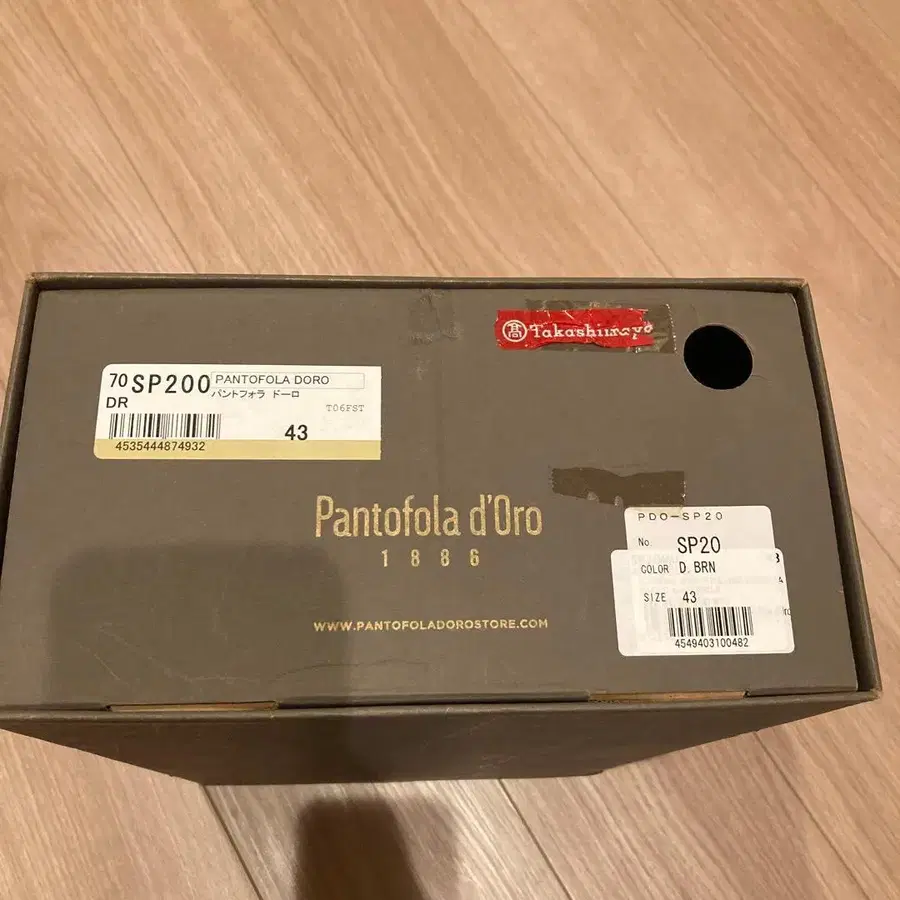 高 Takashimaya
70 SP200 PANTOFOLA DORO
パントフォラ ドーロ
DR
T06FST
43
4535444874932
Pantofola d'Oro
1886
WWW.PANTOFOLADOROSTORE.COM
PDO-SP20
No. SP20
COLOR D.BRN
SIZE 43
4549403100482